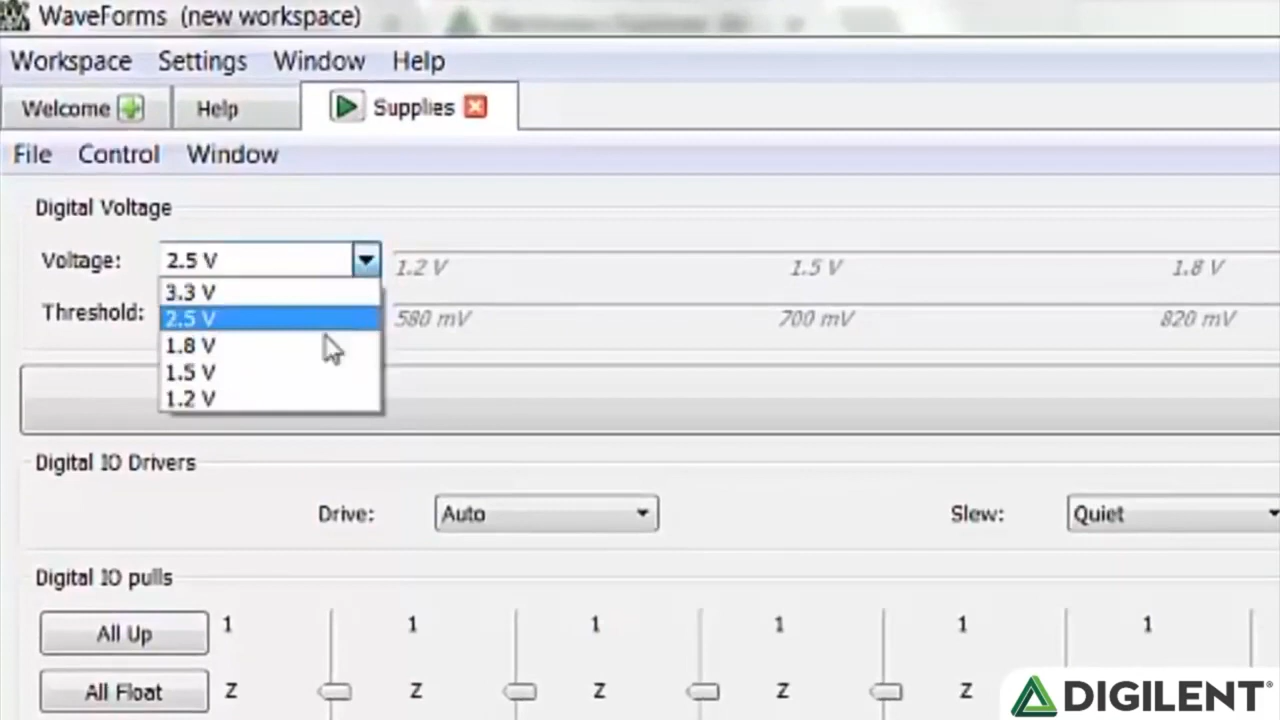 WaveForms (new workspace)
Workspace Settings Window Help
Welcome Help Supplies
File Control Window
Digital Voltage
Voltage: 2.5 V 1.2 V 1.5 V 1.8 V
3.3 V
Threshold: 2.5 V 580 mV 700 mV 820 mV
1.8 V
1.5 V
1.2 V
Digital IO Drivers
Drive: Auto Slew: Quiet
Digital IO pulls
All Up 1 1 1 1 1 1
All Float Z Z Z Z Z
DIGILENT®